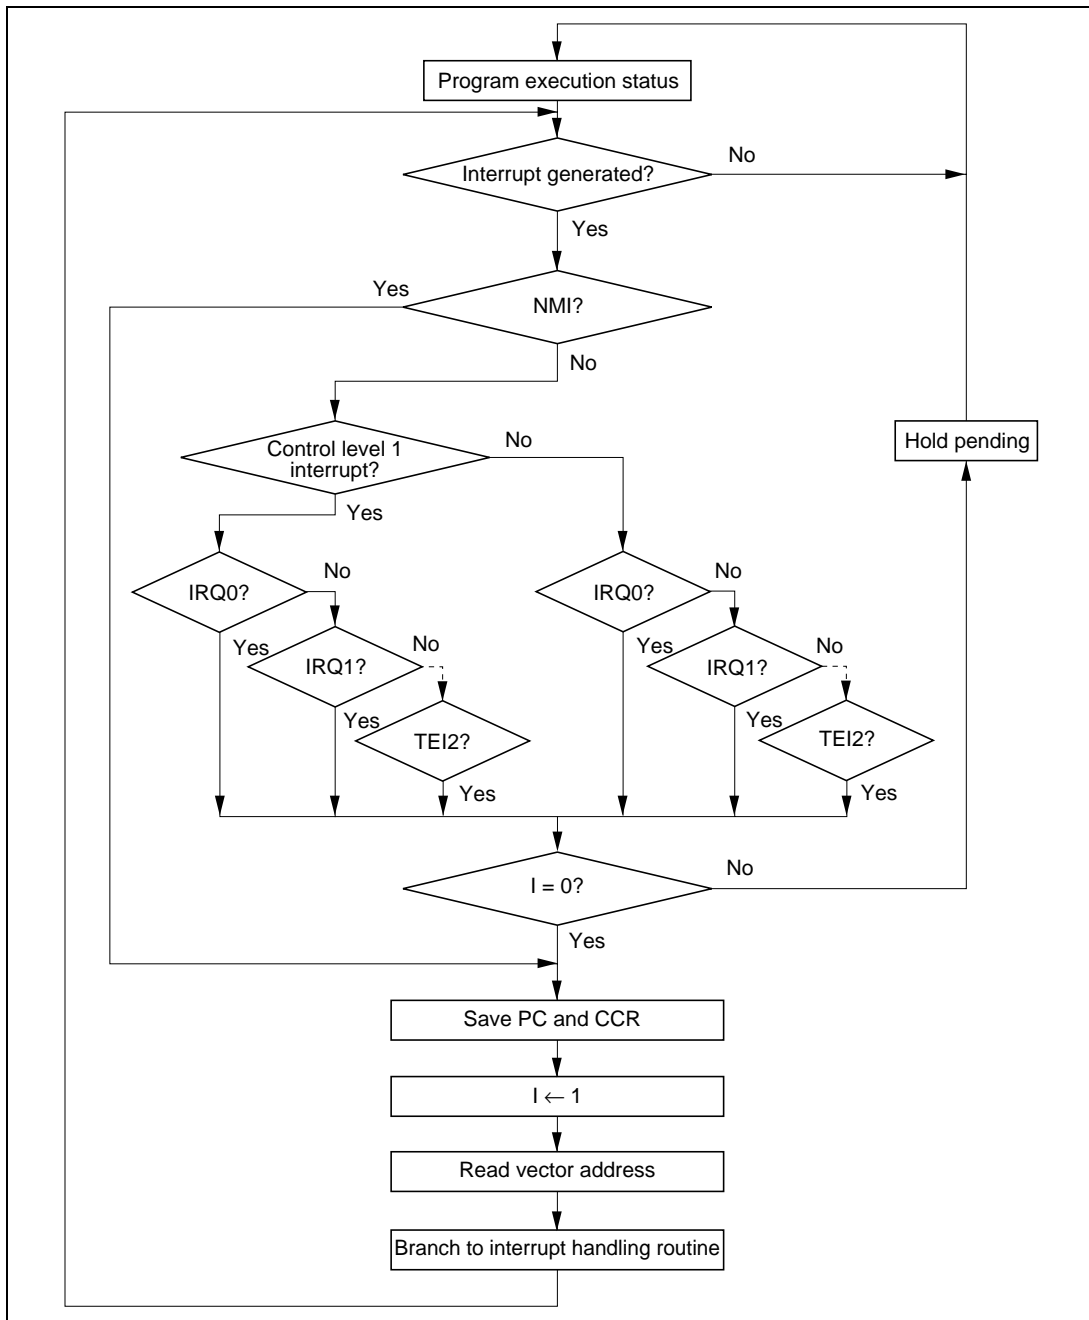 Program execution status
Interrupt generated?
No
Yes
Yes
NMI?
No
Control level 1
interrupt?
No
Hold pending
Yes
IRQ0?
No
IRQ0?
No
Yes
IRQ1?
No
Yes
IRQ1?
No
Yes
TEI2?
Yes
TEI2?
Yes
Yes
I = 0?
No
Yes
Save PC and CCR
I ← 1
Read vector address
Branch to interrupt handling routine